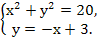 x² + y² = 20,
y = −x + 3.